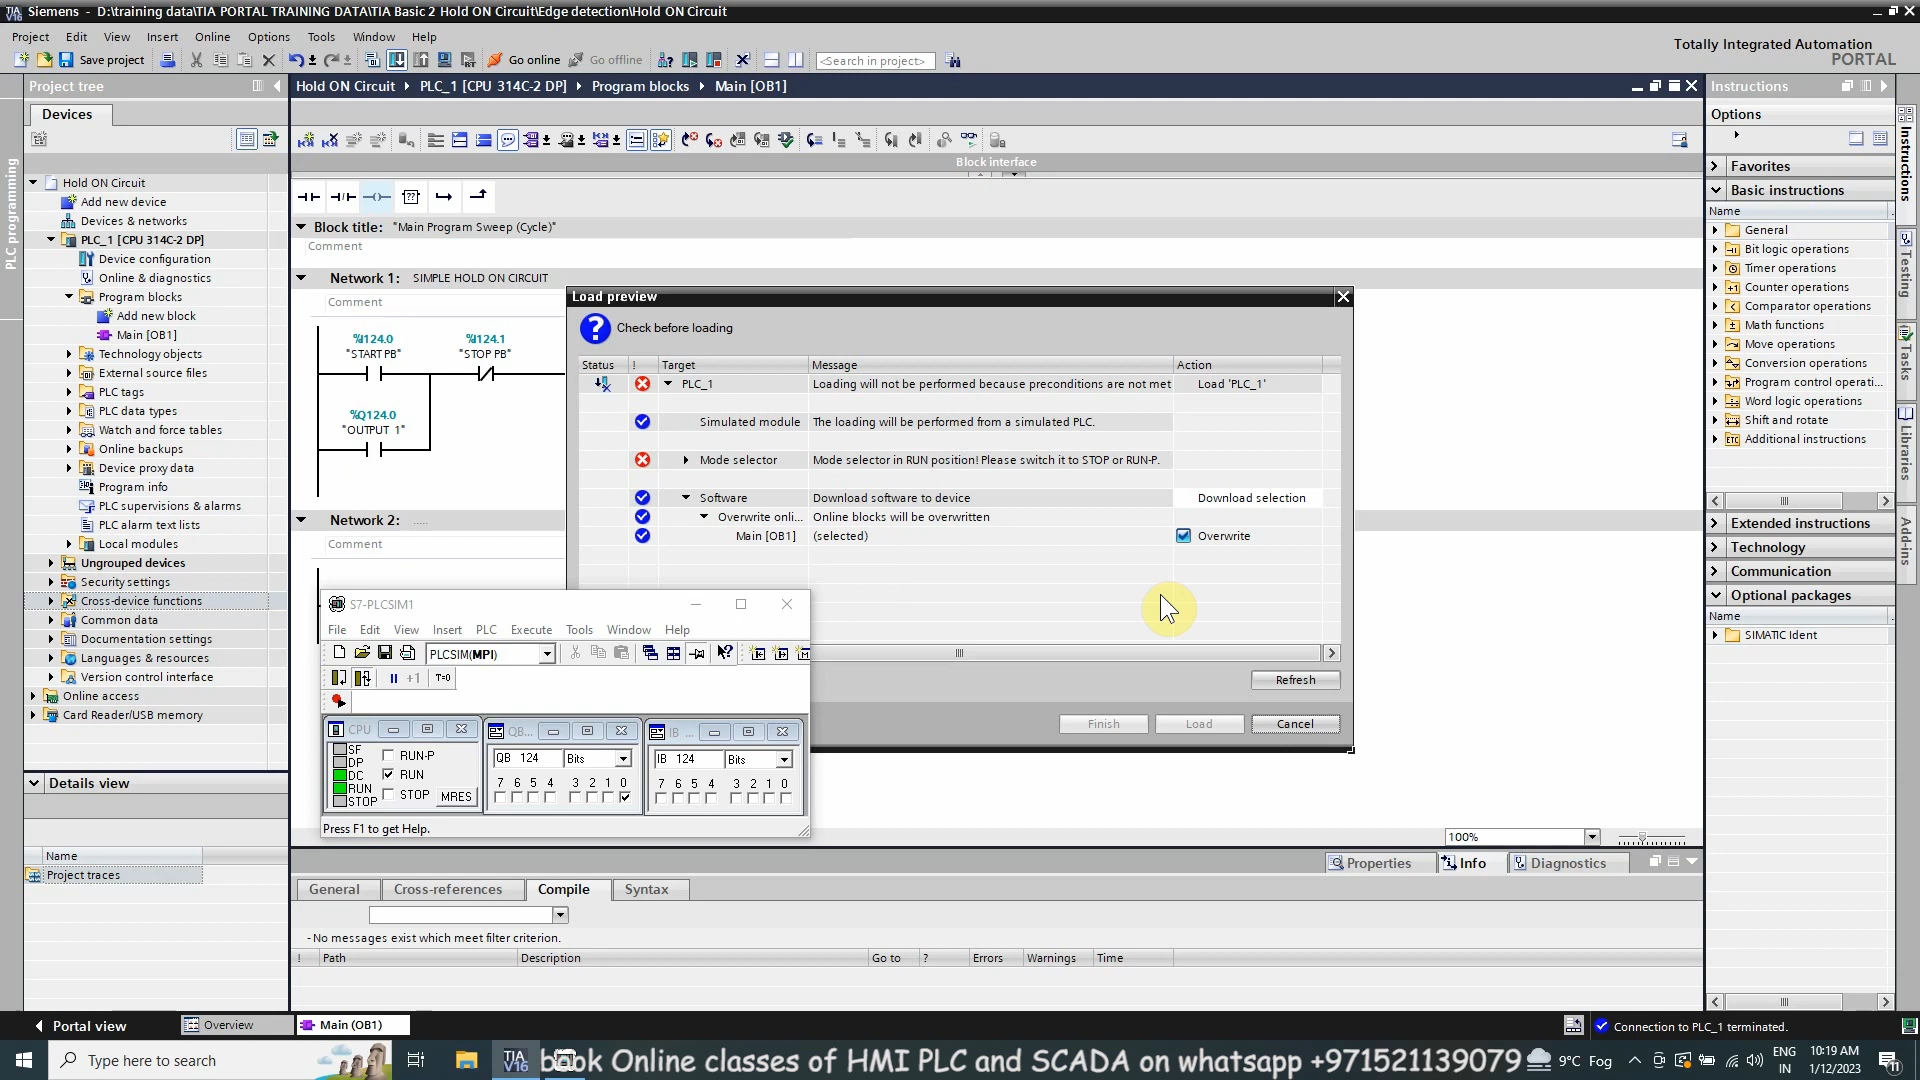 Siemens - D:\training data\TIA PORTAL TRAINING DATA\TIA Basic 2 Hold ON Circuit\Edge detection\Hold ON Circuit
Project Edit View Insert Online Options Tools Window Help
Totally Integrated Automation
PORTAL
Save project
Go online
Go offline
<Search in project>
Project tree
Hold ON Circuit PLC_1 [CPU 314C-2 DP] Program blocks Main [OB1]
Instructions
Devices
Options
PLC programming
Block interface
Hold ON Circuit
Add new device
Devices & networks
PLC_1 [CPU 314C-2 DP]
Device configuration
Online & diagnostics
Program blocks
Add new block
Main [OB1]
Technology objects
External source files
PLC tags
PLC data types
Watch and force tables
Online backups
Device proxy data
Program info
PLC supervisions & alarms
PLC alarm text lists
Local modules
Ungrouped devices
Security settings
Cross-device functions
Common data
Documentation settings
Languages & resources
Version control interface
Online access
Card Reader/USB memory
Details view
Name
Project traces
Block title: "Main Program Sweep (Cycle)"
Comment
Network 1: SIMPLE HOLD ON CIRCUIT
Comment
%I124.0
"START PB"
%I124.1
"STOP PB"
%Q124.0
"OUTPUT 1"
Network 2: .....
Comment
Load preview
Check before loading
Status ! Target Message Action
PLC_1 Loading will not be performed because preconditions are not met Load 'PLC_1'
Simulated module The loading will be performed from a simulated PLC.
Mode selector Mode selector in RUN position! Please switch it to STOP or RUN-P.
Software Download software to device Download selection
Overwrite onli... Online blocks will be overwritten
Main [OB1] (selected) Overwrite
Refresh
Finish Load Cancel
S7-PLCSIM1
File Edit View Insert PLC Execute Tools Window Help
PLCSIM(MPI)
+1 T=0
CPU
SF
DP
DC
RUN
STOP
RUN-P
RUN
STOP
MRES
QB...
QB 124 Bits
7 6 5 4 3 2 1 0
IB ...
IB 124 Bits
7 6 5 4 3 2 1 0
Press F1 to get Help.
100%
Properties Info Diagnostics
General Cross-references Compile Syntax
-No messages exist which meet filter criterion.
! Path Description Go to ? Errors Warnings Time
Favorites
Basic instructions
Name
General
Bit logic operations
Timer operations
Counter operations
Comparator operations
Math functions
Move operations
Conversion operations
Program control operati...
Word logic operations
Shift and rotate
Additional instructions
Extended instructions
Technology
Communication
Optional packages
Name
SIMATIC Ident
Instructions
Testing
Tasks
Libraries
Add-ins
Portal view
Overview
Main (OB1)
Connection to PLC_1 terminated.
Type here to search
book Online classes of HMI PLC and SCADA on whatsapp +971521139079
9°C Fog
ENG
IN
10:19 AM
1/12/2023
11